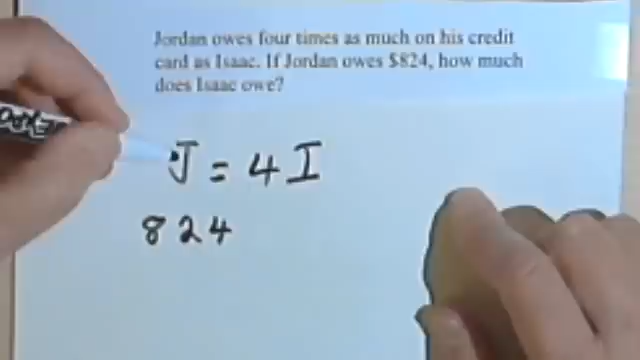 Jordan owes four times as much on his credit
card as Isaac. If Jordan owes $824, how much
does Isaac owe?
J = 4 I
824